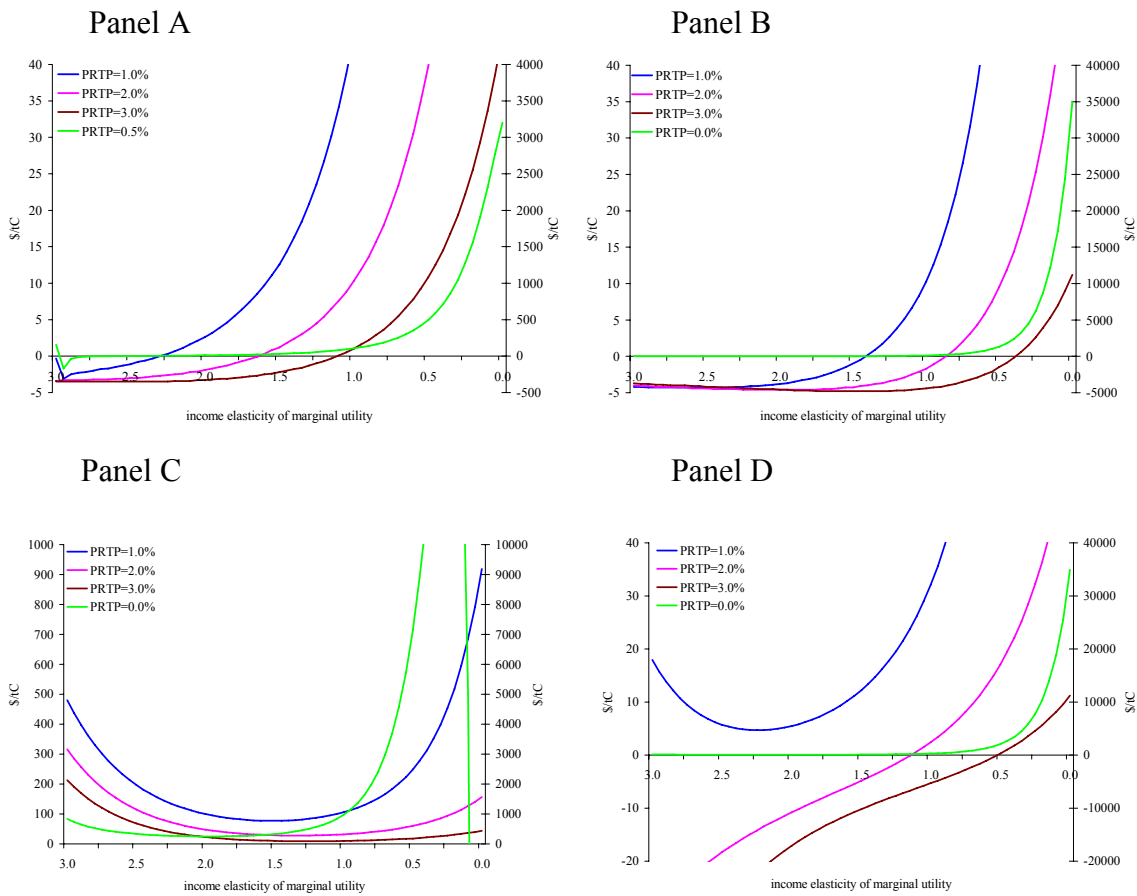 Panel A
40
35
30
25
20
15
10
5
0
-5
$/tC
PRTP=1.0%
PRTP=2.0%
PRTP=3.0%
PRTP=0.5%
4000
3500
3000
2500
2000
1500
1000
500
0
-500
$/tC
3.0 2.5 2.0 1.5 1.0 0.5 0.0
income elasticity of marginal utility
Panel B
40
35
30
25
20
15
10
5
0
-5
$/tC
PRTP=1.0%
PRTP=2.0%
PRTP=3.0%
PRTP=0.0%
40000
35000
30000
25000
20000
15000
10000
5000
0
-5000
$/tC
3.0 2.5 2.0 1.5 1.0 0.5 0.0
income elasticity of marginal utility
Panel C
1000
900
800
700
600
500
400
300
200
100
0
$/tC
PRTP=1.0%
PRTP=2.0%
PRTP=3.0%
PRTP=0.0%
10000
9000
8000
7000
6000
5000
4000
3000
2000
1000
0
$/tC
3.0 2.5 2.0 1.5 1.0 0.5 0.0
income elasticity of marginal utility
Panel D
40
30
20
10
0
-10
-20
$/tC
PRTP=1.0%
PRTP=2.0%
PRTP=3.0%
PRTP=0.0%
40000
30000
20000
10000
0
-10000
-20000
$/tC
3.0 2.5 2.0 1.5 1.0 0.5 0.0
income elasticity of marginal utility